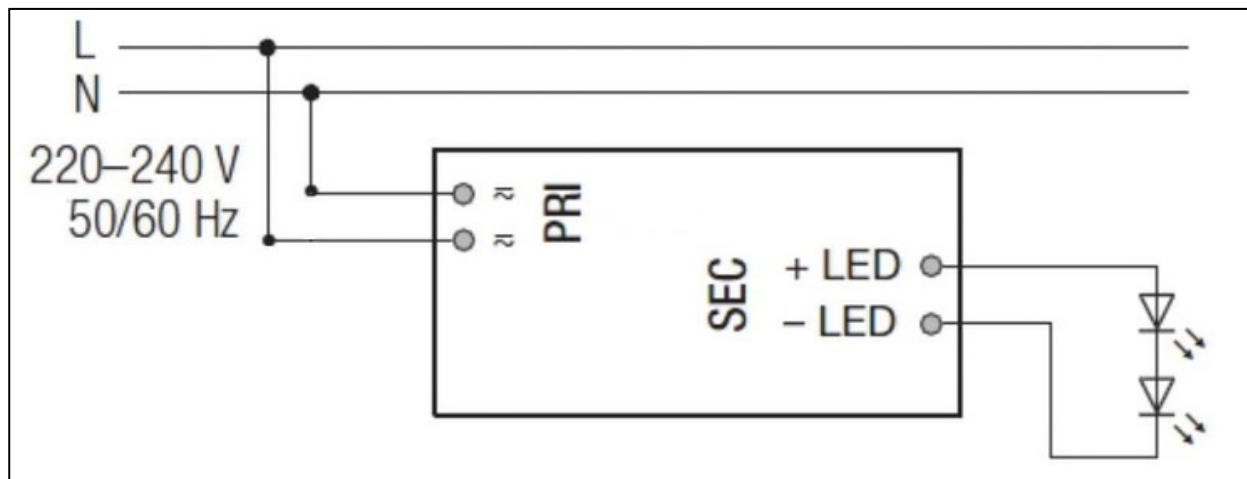 L
N
220–240 V
50/60 Hz
≈ PRI
≈
SEC
+ LED
− LED